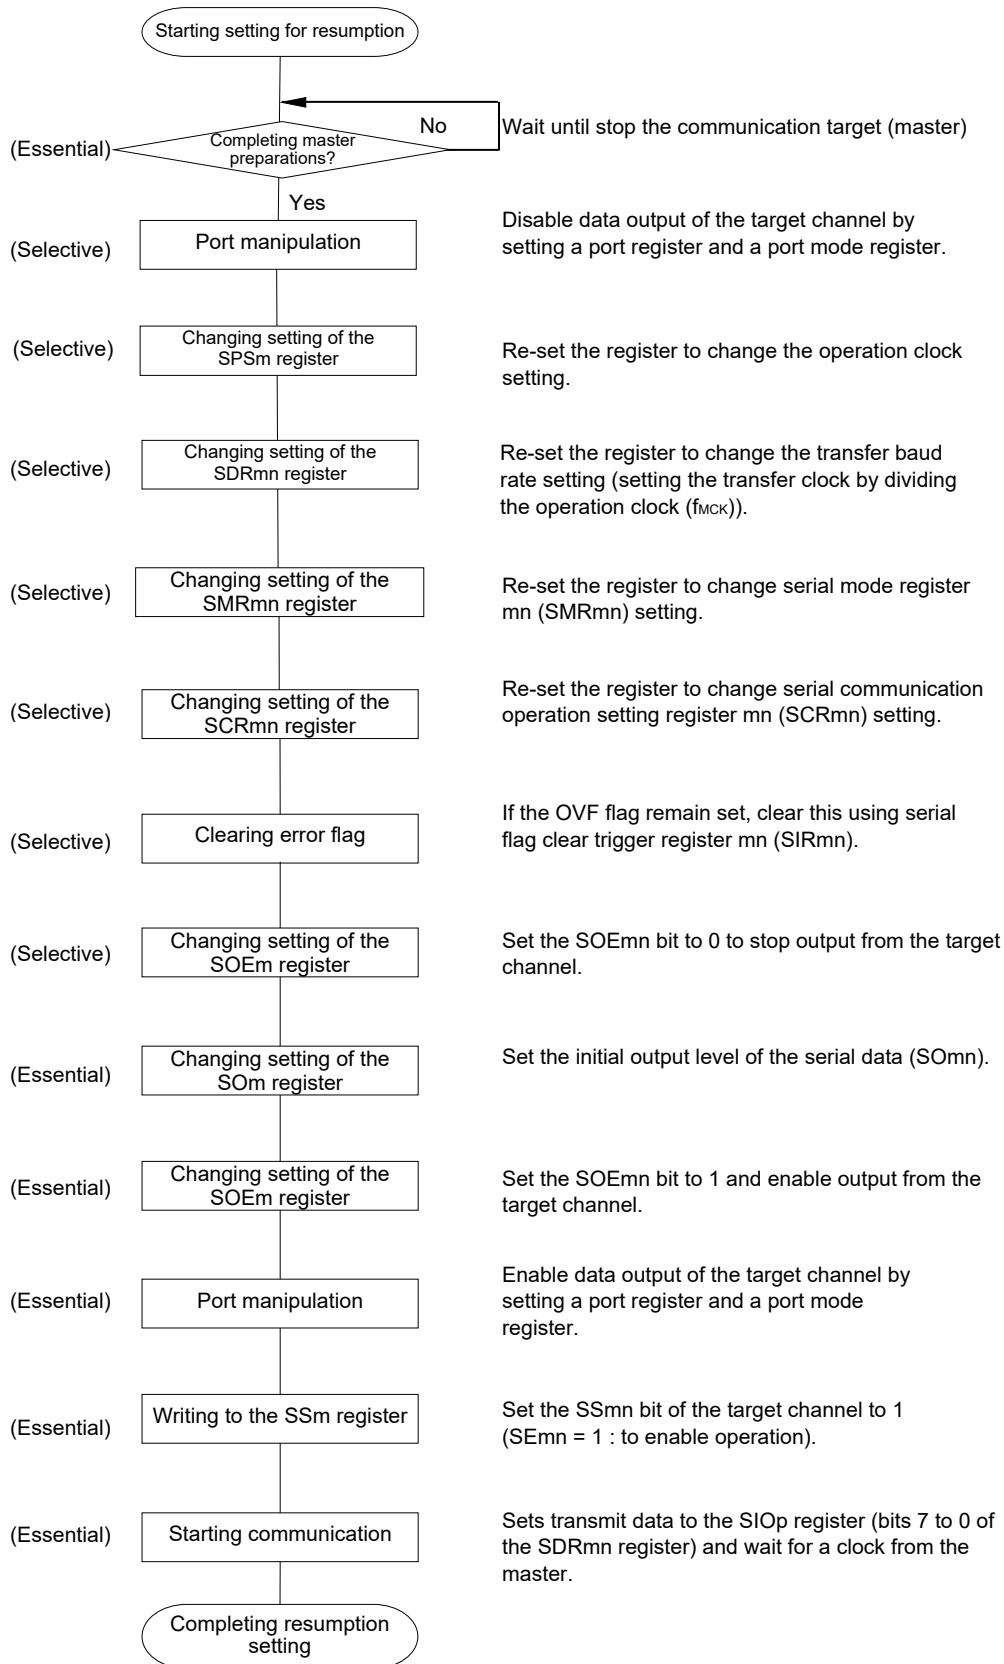 Starting setting for resumption
No
Wait until stop the communication target (master)
(Essential)
Completing master
preparations?
Yes
(Selective)
Port manipulation
Disable data output of the target channel by
setting a port register and a port mode register.
(Selective)
Changing setting of the
SPSm register
Re-set the register to change the operation clock
setting.
(Selective)
Changing setting of the
SDRmn register
Re-set the register to change the transfer baud
rate setting (setting the transfer clock by dividing
the operation clock (fMCK)).
(Selective)
Changing setting of the
SMRmn register
Re-set the register to change serial mode register
mn (SMRmn) setting.
(Selective)
Changing setting of the
SCRmn register
Re-set the register to change serial communication
operation setting register mn (SCRmn) setting.
(Selective)
Clearing error flag
If the OVF flag remain set, clear this using serial
flag clear trigger register mn (SIRmn).
(Selective)
Changing setting of the
SOEm register
Set the SOEmn bit to 0 to stop output from the target
channel.
(Essential)
Changing setting of the
SOm register
Set the initial output level of the serial data (SOmn).
(Essential)
Changing setting of the
SOEm register
Set the SOEmn bit to 1 and enable output from the
target channel.
(Essential)
Port manipulation
Enable data output of the target channel by
setting a port register and a port mode
register.
(Essential)
Writing to the SSm register
Set the SSmn bit of the target channel to 1
(SEmn = 1 : to enable operation).
(Essential)
Starting communication
Sets transmit data to the SIOp register (bits 7 to 0 of
the SDRmn register) and wait for a clock from the
master.
Completing resumption
setting